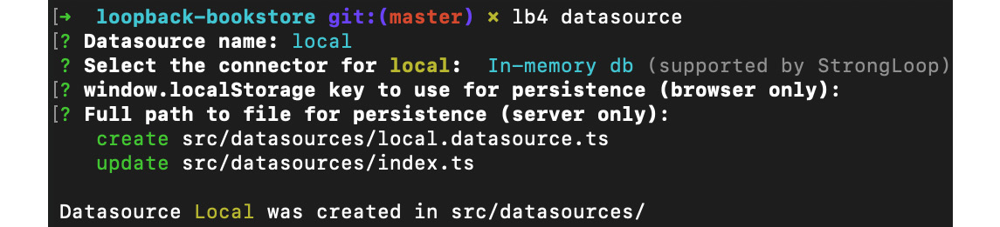 [➜ loopback-bookstore git:(master) × lb4 datasource
[? Datasource name: local
? Select the connector for local: In-memory db (supported by StrongLoop)
[? window.localStorage key to use for persistence (browser only):
[? Full path to file for persistence (server only):
create src/datasources/local.datasource.ts
update src/datasources/index.ts
Datasource Local was created in src/datasources/